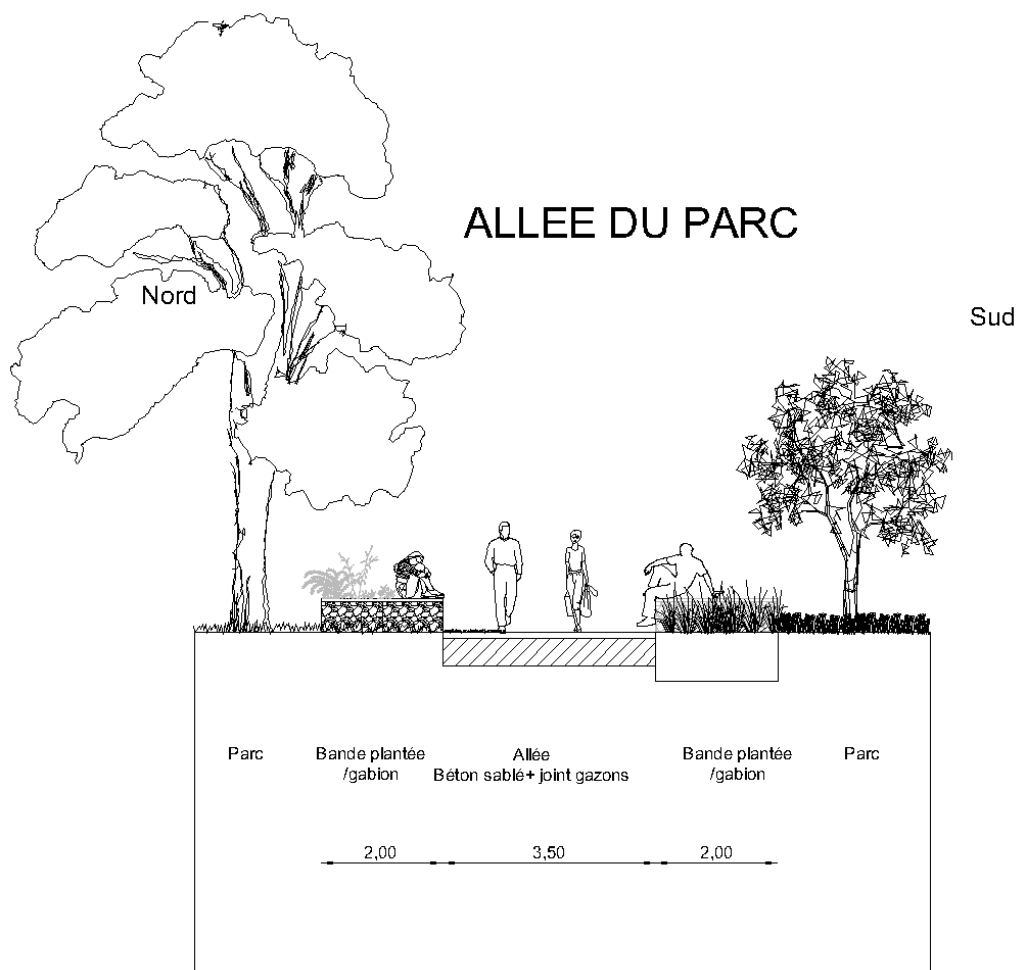 ALLEE DU PARC
Nord
Sud
Parc
Bande plantée
/gabion
Allée
Béton sablé+ joint gazons
Bande plantée
/gabion
Parc
2,00
3,50
2,00